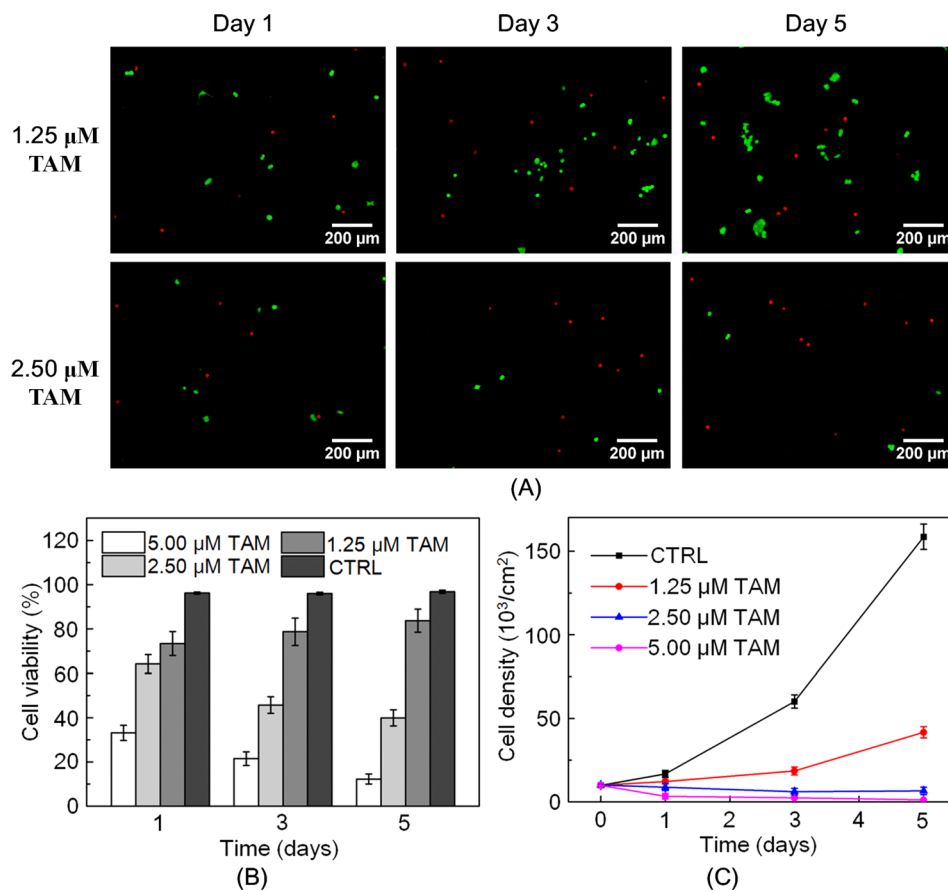 Day 1 Day 3 Day 5
1.25 μM
TAM
200 μm 200 μm 200 μm
2.50 μM
TAM
200 μm 200 μm 200 μm
(A)
Cell viability (%)
120
100
80
60
40
20
0
5.00 μM TAM 1.25 μM TAM
2.50 μM TAM CTRL
1 3 5
Time (days)
(B)
Cell density (10³/cm²)
150
100
50
0
CTRL
1.25 μM TAM
2.50 μM TAM
5.00 μM TAM
0 1 2 3 4 5
Time (days)
(C)